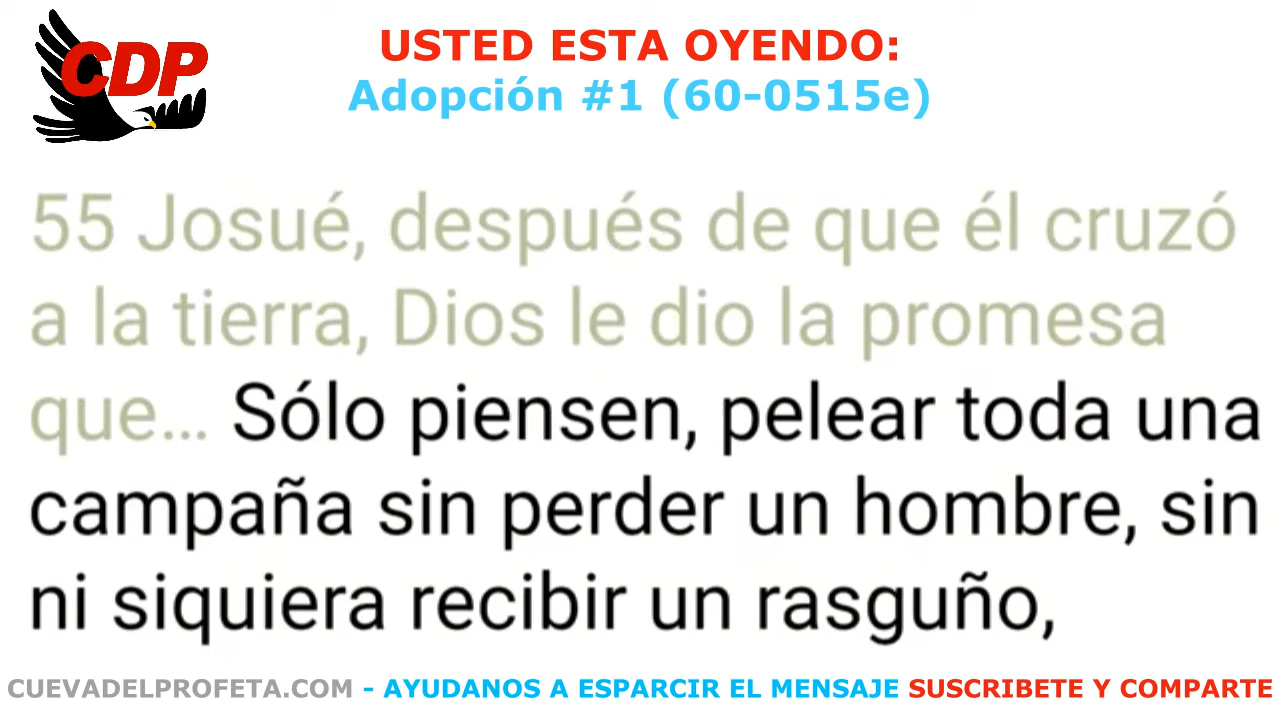 CDP
USTED ESTA OYENDO:
Adopción #1 (60-0515e)
55 Josué, después de que él cruzó
a la tierra, Dios le dio la promesa
que... Sólo piensen, pelear toda una
campaña sin perder un hombre, sin
ni siquiera recibir un rasguño,
CUEVADELPROFETA.COM - AYUDANOS A ESPARCIR EL MENSAJE SUSCRIBETE Y COMPARTE